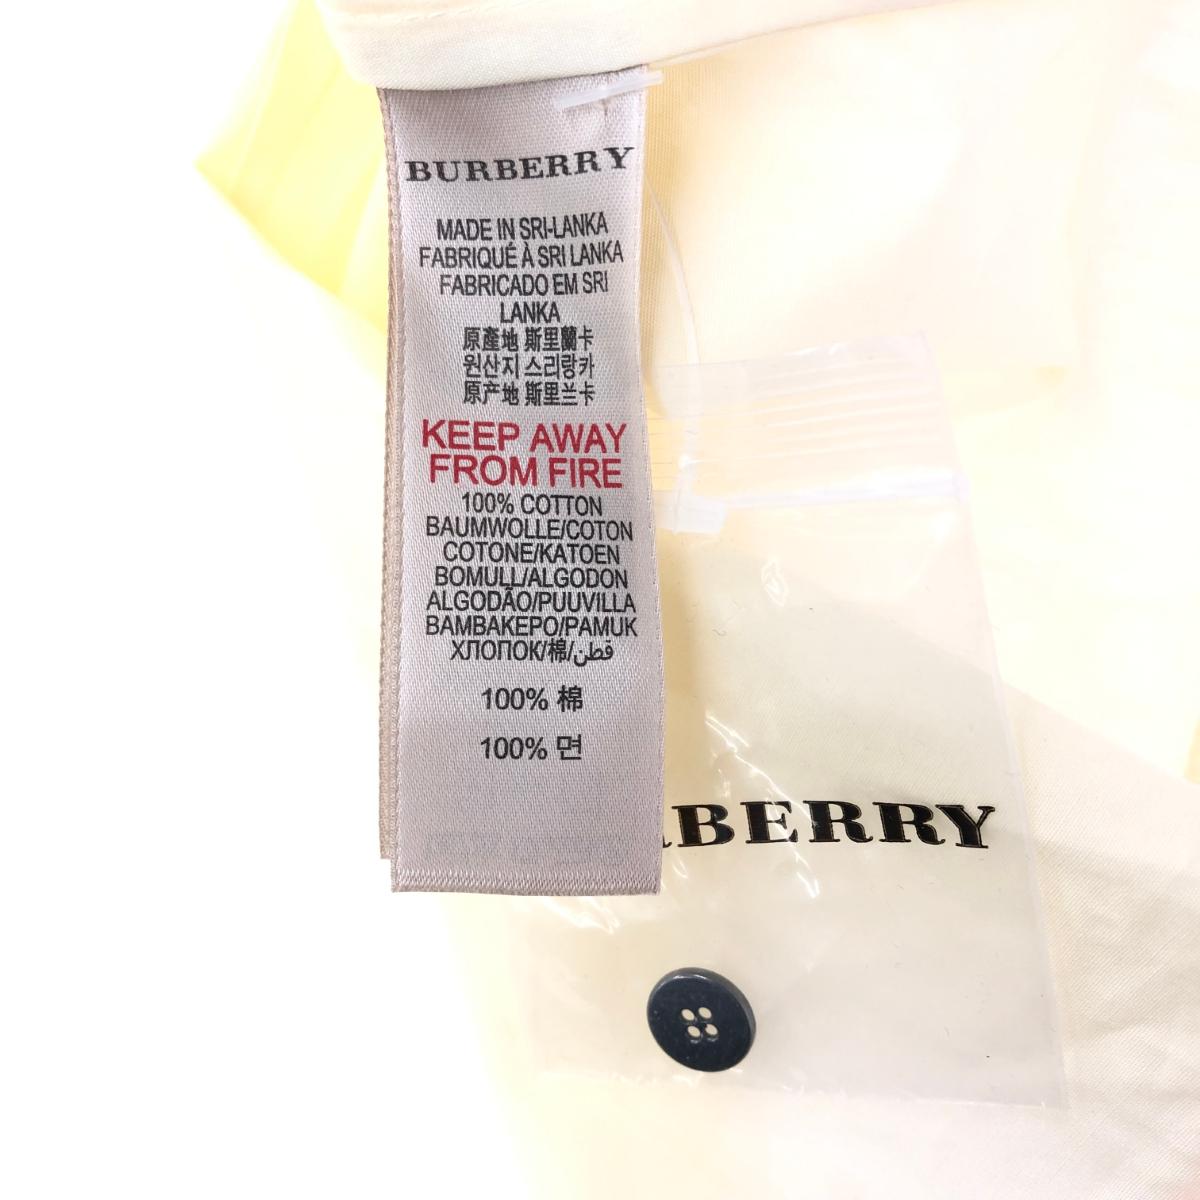 BURBERRY
MADE IN SRI-LANKA
FABRIQUÉ À SRI LANKA
FABRICADO EM SRI
LANKA
原產地 斯里蘭卡
원산지 스리랑카
原产地 斯里兰卡
KEEP AWAY
FROM FIRE
100% COTTON
BAUMWOLLE/COTON
COTONE/KATOEN
BOMULL/ALGODON
ALGODÃO/PUUVILLA
BAMBAKEPO/PAMUK
ХЛОПОК/棉/قطن
100% 棉
100% 면
BERRY